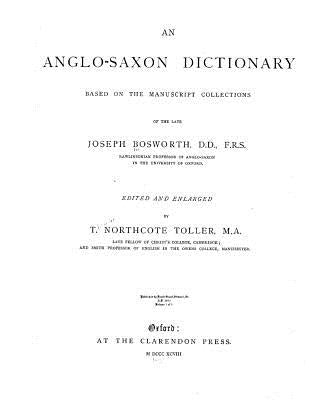 AN
ANGLO-SAXON DICTIONARY
BASED ON THE MANUSCRIPT COLLECTIONS
OF THE LATE
JOSEPH BOSWORTH, D.D., F.R.S.
RAWLINSONIAN PROFESSOR OF ANGLO-SAXON
IN THE UNIVERSITY OF OXFORD.
EDITED AND ENLARGED
BY
T. NORTHCOTE TOLLER, M.A.
LATE FELLOW OF CHRIST'S COLLEGE, CAMBRIDGE;
AND SMITH PROFESSOR OF ENGLISH IN THE OWENS COLLEGE, MANCHESTER.
Oxford:
AT THE CLARENDON PRESS.
M DCCC XCVIII